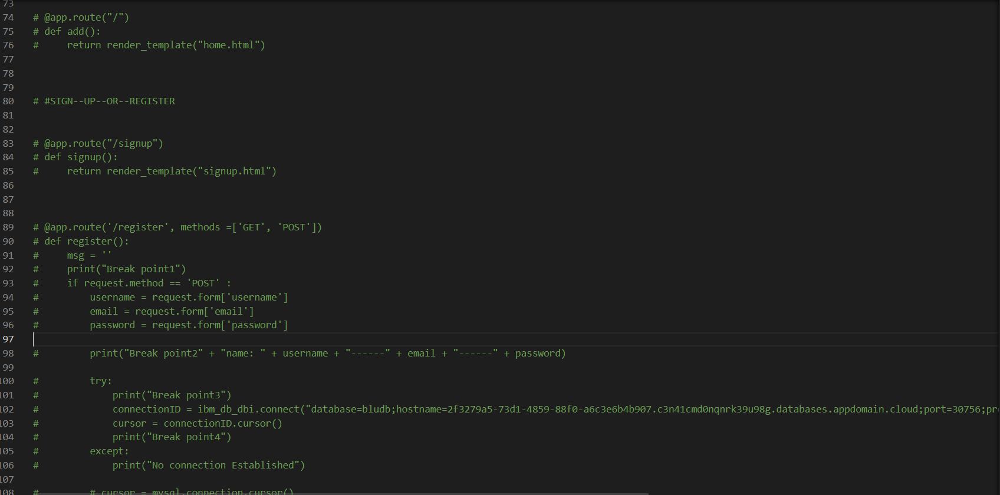 73
74 # @app.route("/")
75 # def add():
76 #     return render_template("home.html")
77
78
79
80 # #SIGN--UP--OR--REGISTER
81
82
83 # @app.route("/signup")
84 # def signup():
85 #     return render_template("signup.html")
86
87
88
89 # @app.route('/register', methods =['GET', 'POST'])
90 # def register():
91 #     msg = ''
92 #     print("Break point1")
93 #     if request.method == 'POST' :
94 #         username = request.form['username']
95 #         email = request.form['email']
96 #         password = request.form['password']
97
98 #         print("Break point2" + "name: " + username + "------" + email + "------" + password)
99
100 #         try:
101 #             print("Break point3")
102 #             connectionID = ibm_db_dbi.connect("database=bludb;hostname=2f3279a5-73d1-4859-88f0-a6c3e6b4b907.c3n41cmd0nqnrk39u98g.databases.appdomain.cloud;port=30756;pr
103 #             cursor = connectionID.cursor()
104 #             print("Break point4")
105 #         except:
106 #             print("No connection Established")
107
108 #         # cursor = mysql.connection.cursor()